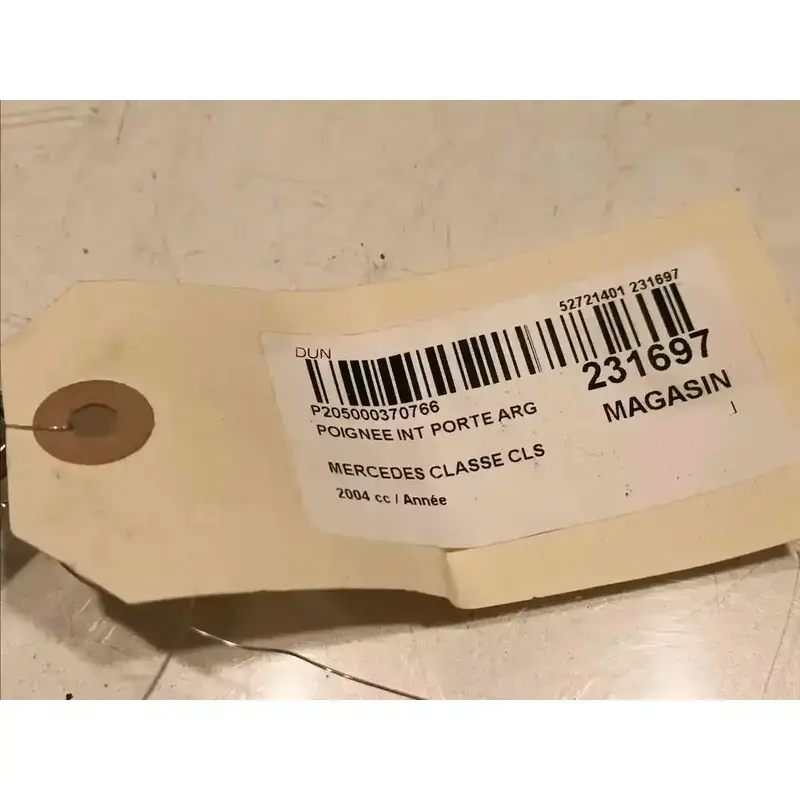 DUN
52721401 231697
P205000370766
231697
POIGNEE INT PORTE ARG
MAGASIN
MERCEDES CLASSE CLS
2004 cc / Année